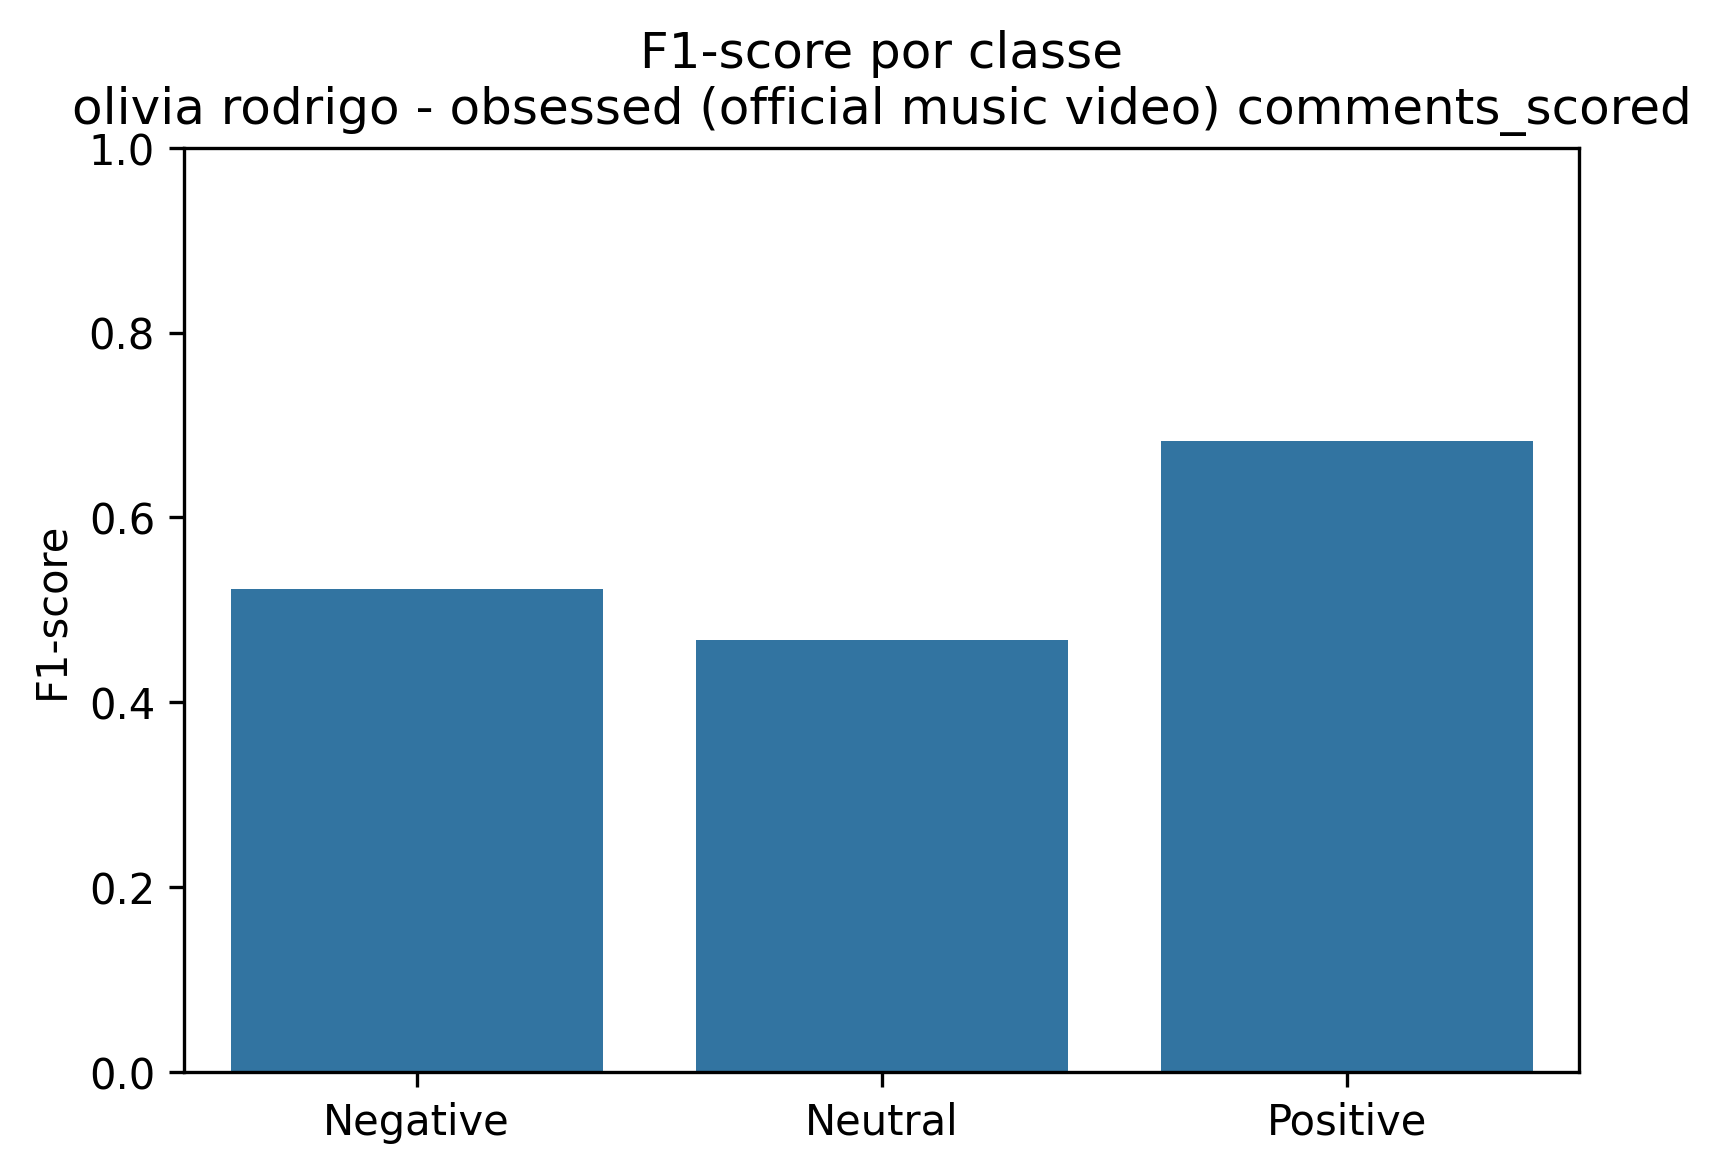 F1-score por classe
olivia rodrigo - obsessed (official music video) comments_scored
1.0
0.8
0.6
0.4
0.2
0.0
F1-score
Negative
Neutral
Positive